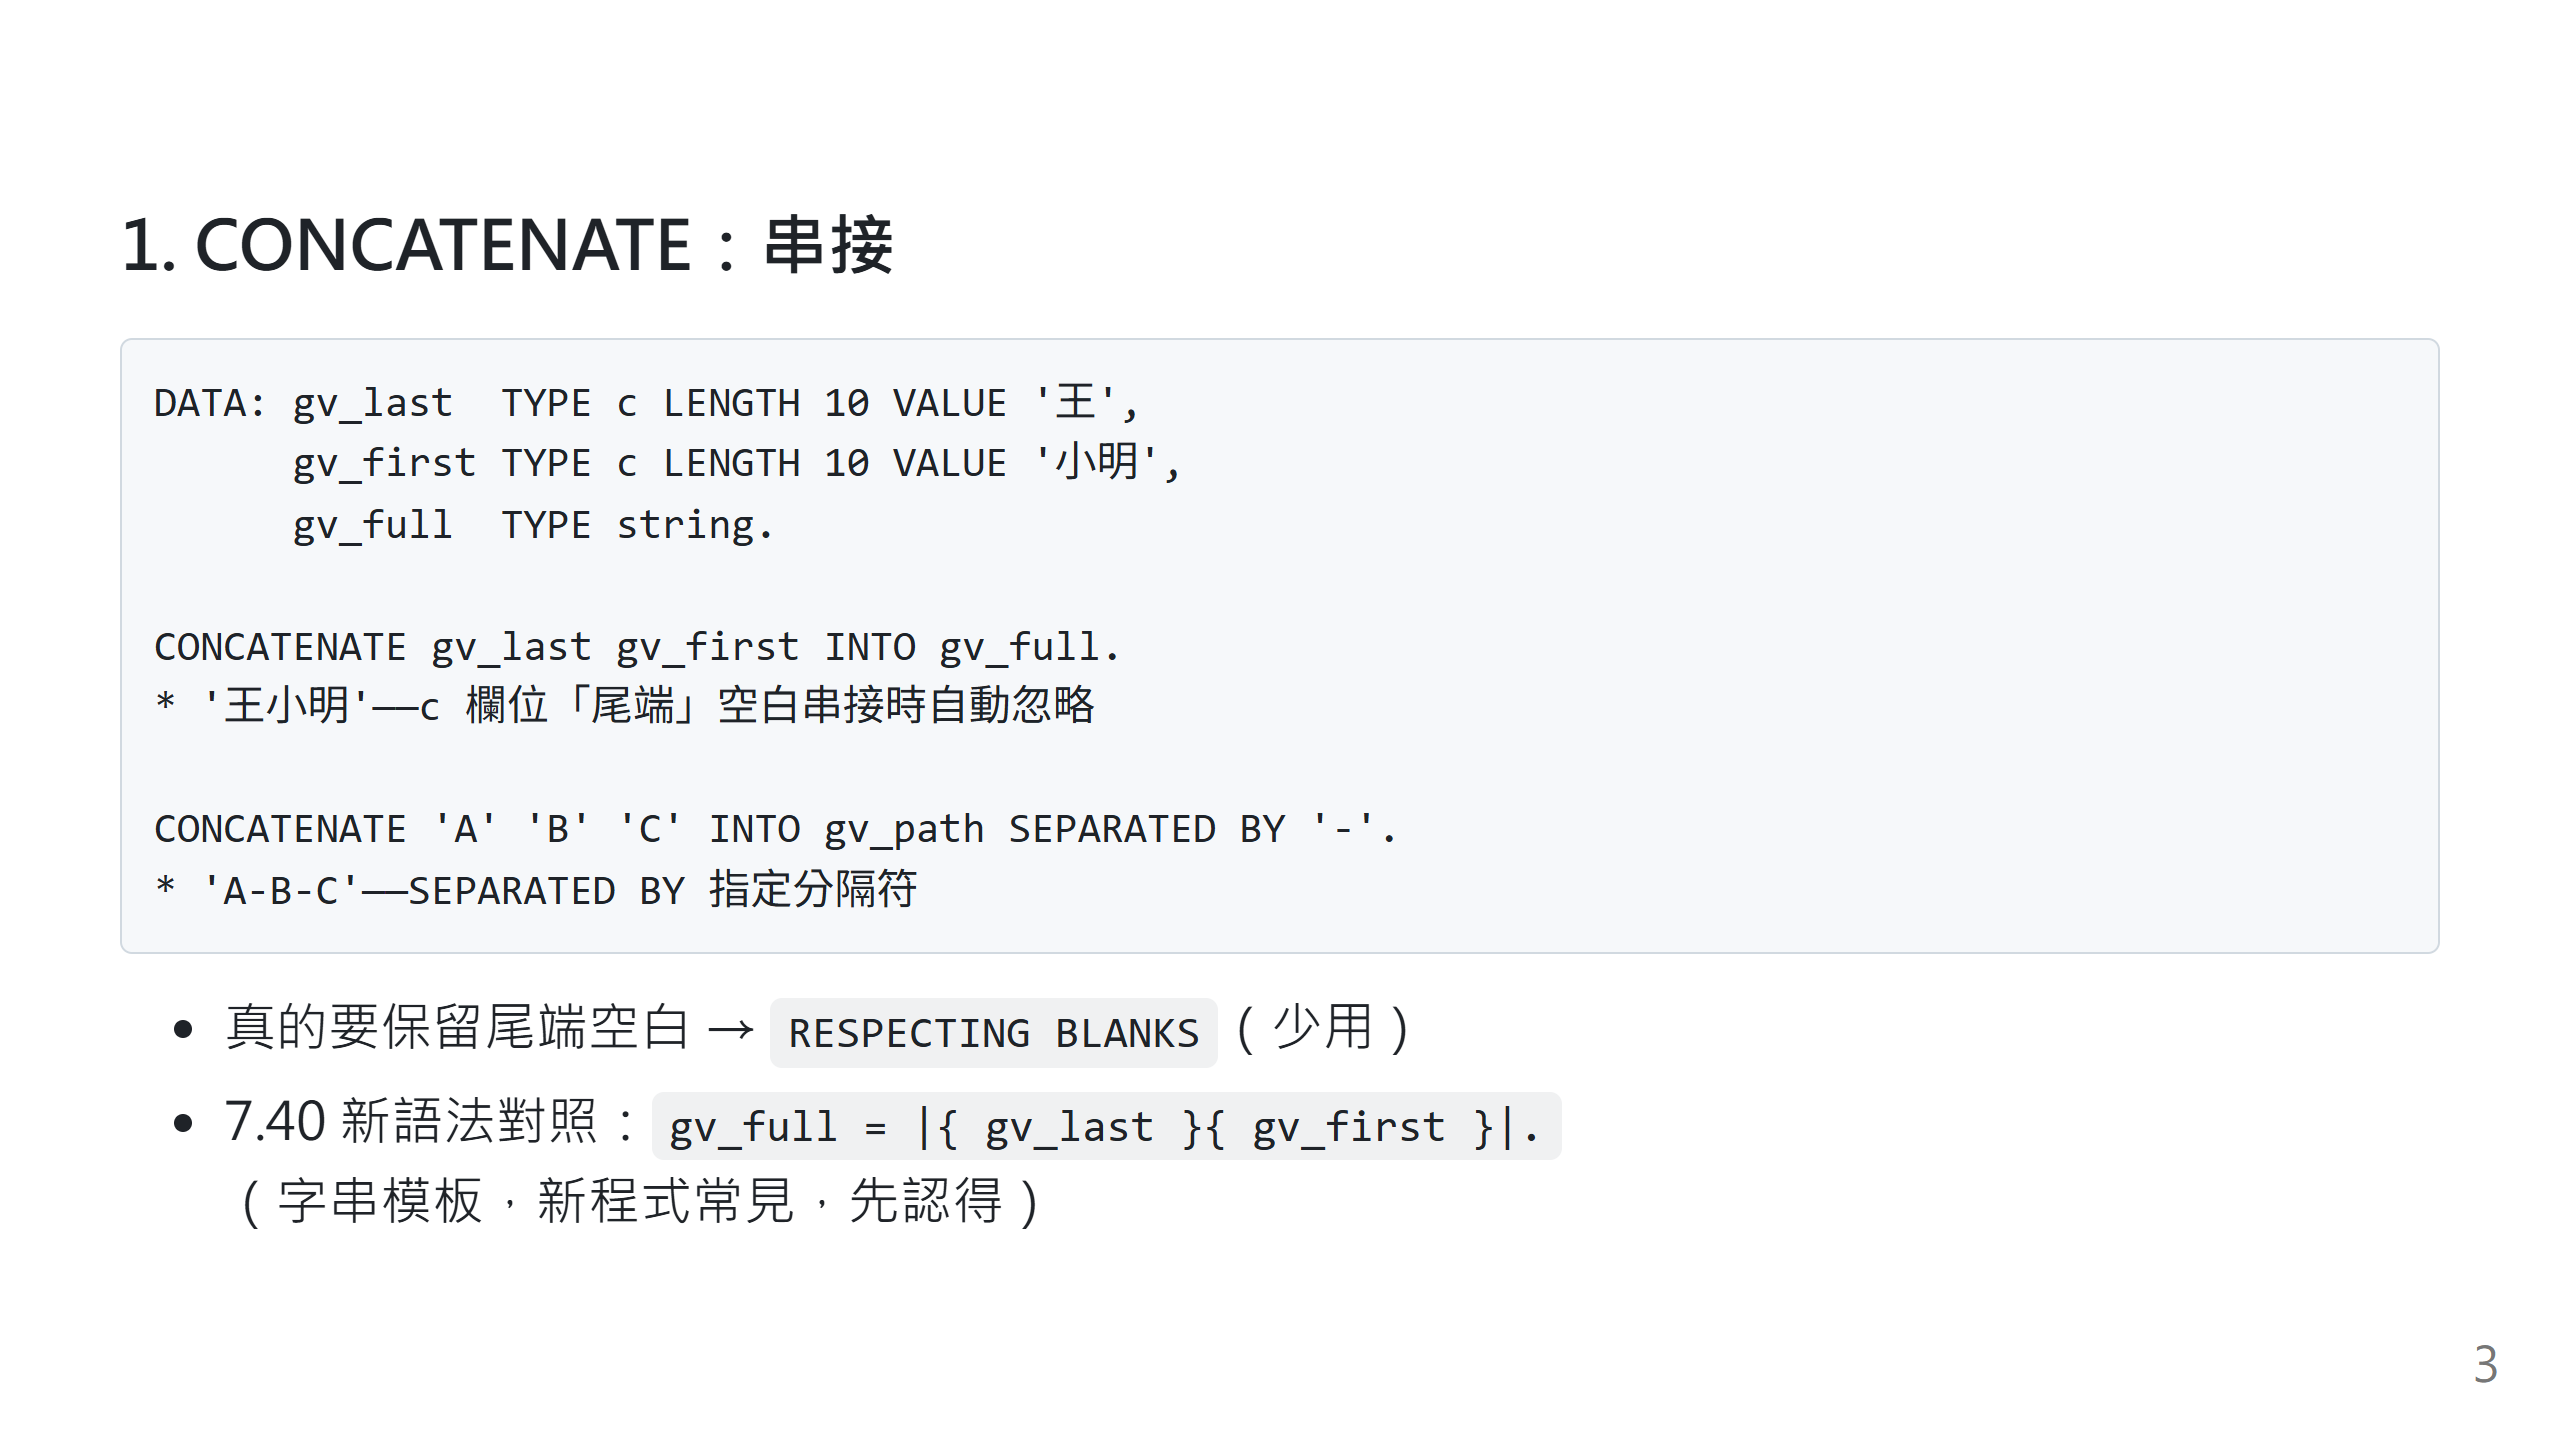 1. CONCATENATE：串接
DATA: gv_last  TYPE c LENGTH 10 VALUE '王',
      gv_first TYPE c LENGTH 10 VALUE '小明',
      gv_full  TYPE string.
CONCATENATE gv_last gv_first INTO gv_full.
* '王小明'——c 欄位「尾端」空白串接時自動忽略
CONCATENATE 'A' 'B' 'C' INTO gv_path SEPARATED BY '-'.
* 'A-B-C'——SEPARATED BY 指定分隔符
• 真的要保留尾端空白 → RESPECTING BLANKS（少用）
• 7.40 新語法對照：gv_full = |{ gv_last }{ gv_first }|.
（字串模板，新程式常見，先認得）
3